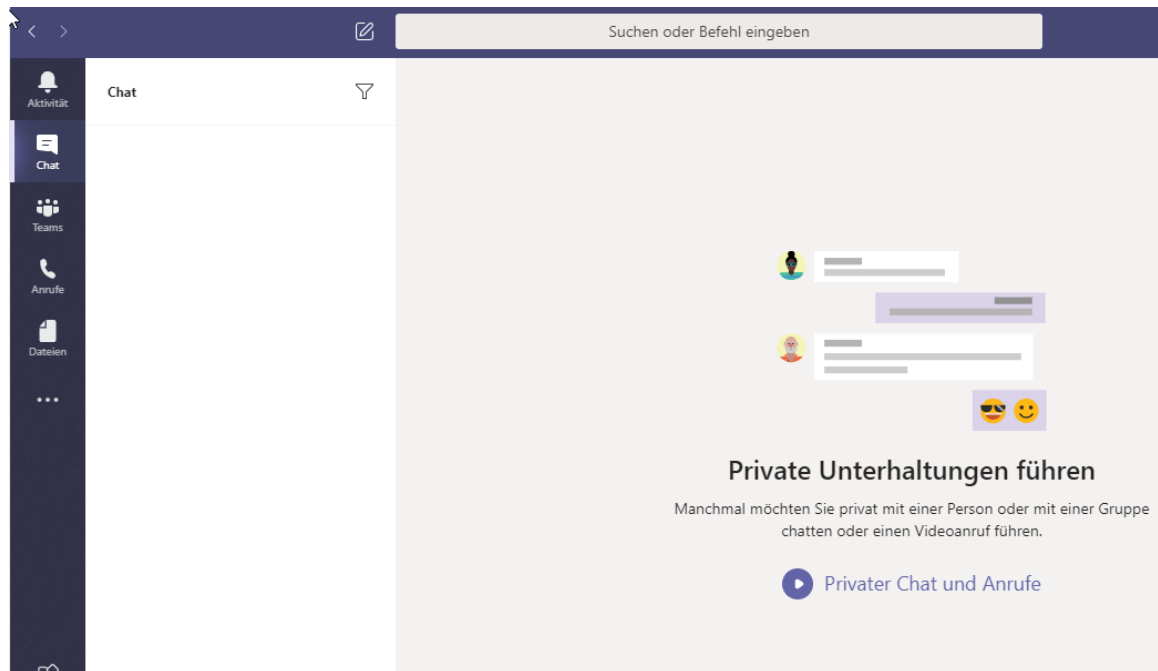 Suchen oder Befehl eingeben
Aktivität
Chat
Chat
Teams
Anrufe
Dateien
Private Unterhaltungen führen
Manchmal möchten Sie privat mit einer Person oder mit einer Gruppe
chatten oder einen Videoanruf führen.
Privater Chat und Anrufe